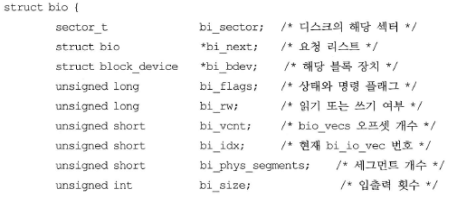 struct bio {
sector_t bi_sector; /* 디스크의 해당 섹터 */
struct bio *bi_next; /* 요청 리스트 */
struct block_device *bi_bdev; /* 해당 블록 장치 */
unsigned long bi_flags; /* 상태와 명령 플래그 */
unsigned long bi_rw; /* 읽기 또는 쓰기 여부 */
unsigned short bi_vcnt; /* bio_vecs 오프셋 개수 */
unsigned short bi_idx; /* 현재 bi_io_vec 번호 */
unsigned short bi_phys_segments; /* 세그먼트 개수 */
unsigned int bi_size; /* 입출력 횟수 */